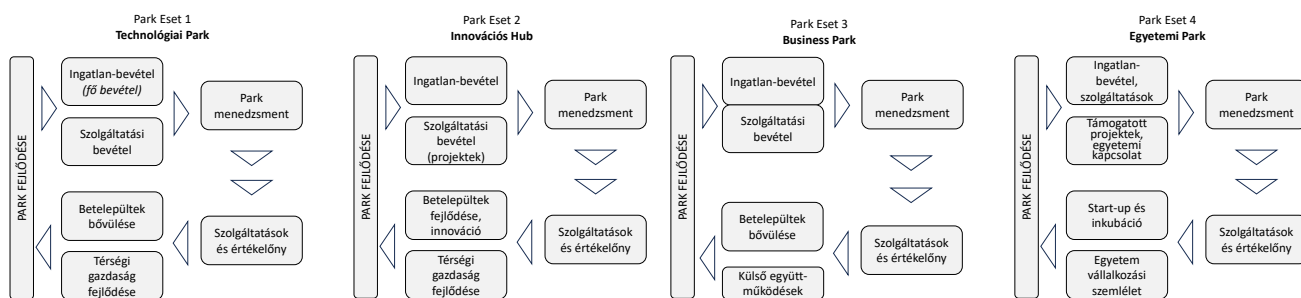 Park Eset 1
Technológiai Park
PARK FEJLŐDÉSE
Ingatlan-bevétel
(fő bevétel)
Szolgáltatási
bevétel
Park
menedzsment
Betelepültek
bővülése
Térségi
gazdaság
fejlődése
Szolgáltatások
és értékelőny
Park Eset 2
Innovációs Hub
PARK FEJLŐDÉSE
Ingatlan-bevétel
Szolgáltatási
bevétel
(projektek)
Park
menedzsment
Betelepültek
fejlődése,
innováció
Térségi
gazdaság
fejlődése
Szolgáltatások
és értékelőny
Park Eset 3
Business Park
PARK FEJLŐDÉSE
Ingatlan-bevétel
Szolgáltatási
bevétel
Park
menedzsment
Betelepültek
bővülése
Külső együtt-
működések
Szolgáltatások
és értékelőny
Park Eset 4
Egyetemi Park
PARK FEJLŐDÉSE
Ingatlan-
bevétel,
szolgáltatások
Támogatott
projektek,
egyetemi
kapcsolat
Park
menedzsment
Start-up és
inkubáció
Egyetem
vállalkozási
szemlélet
Szolgáltatások
és értékelőny